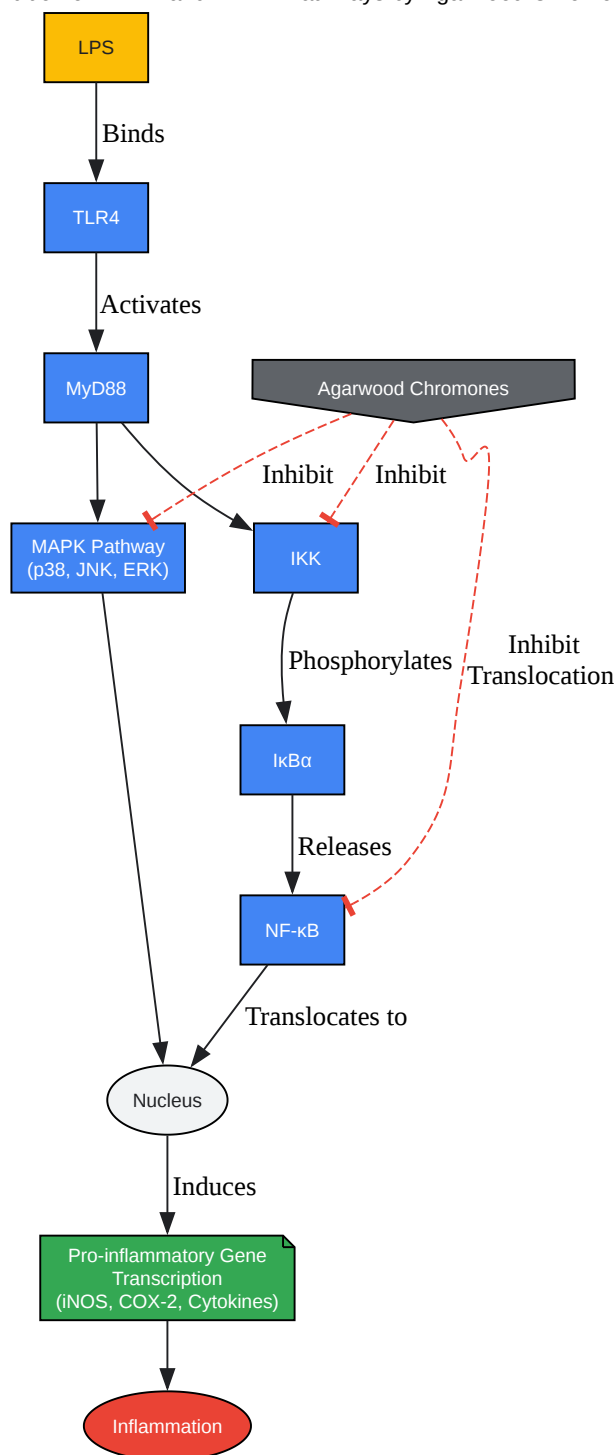 LPS
Binds
TLR4
Activates
MyD88
Agarwood Chromones
Inhibit
Inhibit
MAPK Pathway
(p38, JNK, ERK)
IKK
Phosphorylates
Inhibit
Translocation
IκBα
Releases
NF-κB
Translocates to
Nucleus
Induces
Pro-inflammatory Gene
Transcription
(iNOS, COX-2, Cytokines)
Inflammation